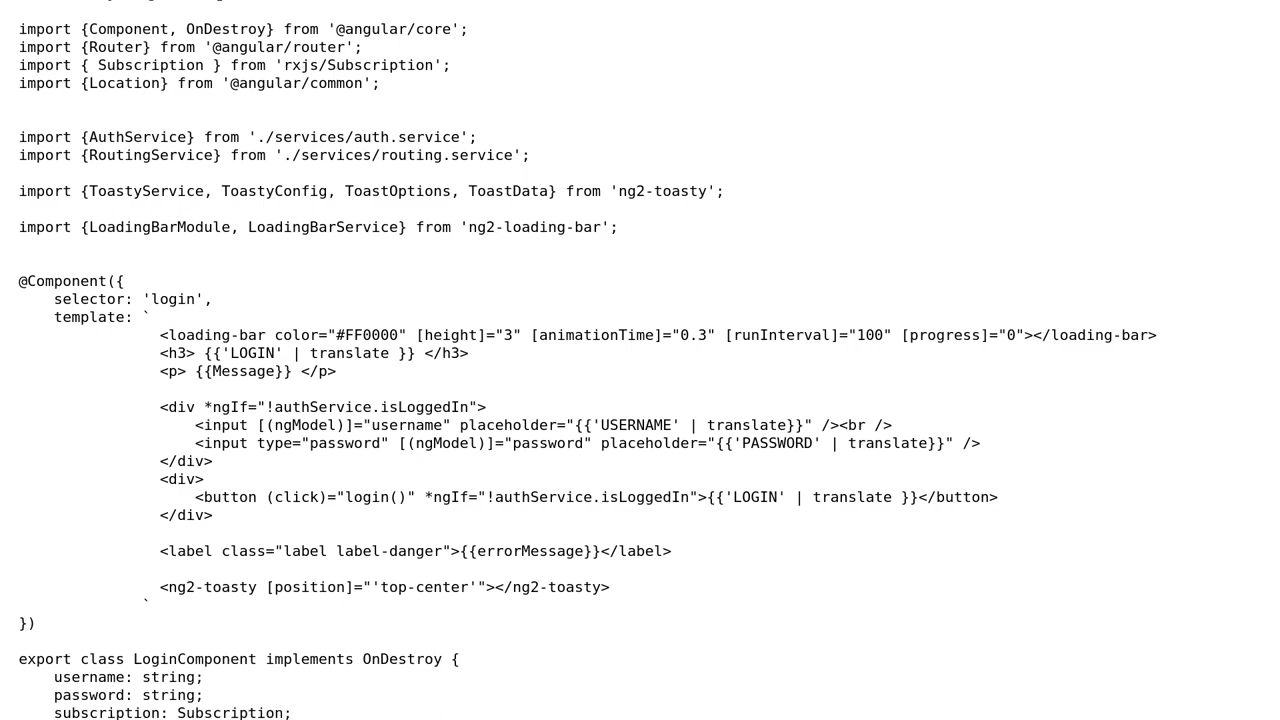 import {Component, OnDestroy} from '@angular/core';
import {Router} from '@angular/router';
import { Subscription } from 'rxjs/Subscription';
import {Location} from '@angular/common';
import {AuthService} from './services/auth.service';
import {RoutingService} from './services/routing.service';
import {ToastyService, ToastyConfig, ToastOptions, ToastData} from 'ng2-toasty';
import {LoadingBarModule, LoadingBarService} from 'ng2-loading-bar';
@Component({
    selector: 'login',
    template: `
                <loading-bar color="#FF0000" [height]="3" [animationTime]="0.3" [runInterval]="100" [progress]="0"></loading-bar>
                <h3> {{'LOGIN' | translate }} </h3>
                <p> {{Message}} </p>
                <div *ngIf="!authService.isLoggedIn">
                    <input [(ngModel)]="username" placeholder="{{'USERNAME' | translate}}" /><br />
                    <input type="password" [(ngModel)]="password" placeholder="{{'PASSWORD' | translate}}" />
                </div>
                <div>
                    <button (click)="login()" *ngIf="!authService.isLoggedIn">{{'LOGIN' | translate }}</button>
                </div>
                <label class="label label-danger">{{errorMessage}}</label>
                <ng2-toasty [position]="'top-center'"></ng2-toasty>
              `
})
export class LoginComponent implements OnDestroy {
    username: string;
    password: string;
    subscription: Subscription;